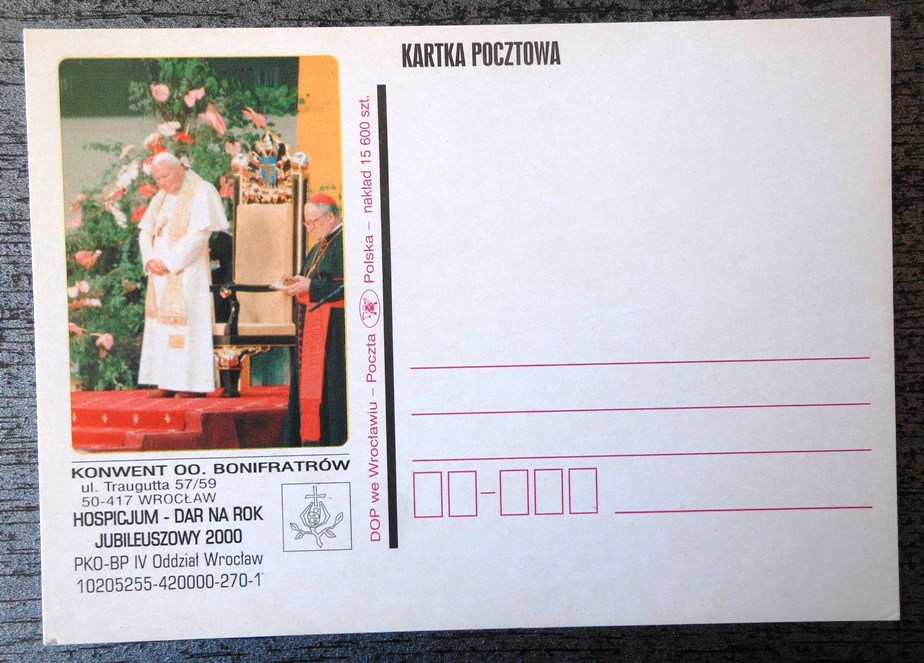 KARTKA POCZTOWA
DOP we Wrocławiu – Poczta Polska – nakład 15 600 szt.
KONWENT OO. BONIFRATRÓW
ul. Traugutta 57/59
50-417 WROCŁAW
HOSPICJUM - DAR NA ROK
JUBILEUSZOWY 2000
PKO-BP IV Oddział Wrocław
10205255-420000-270-1